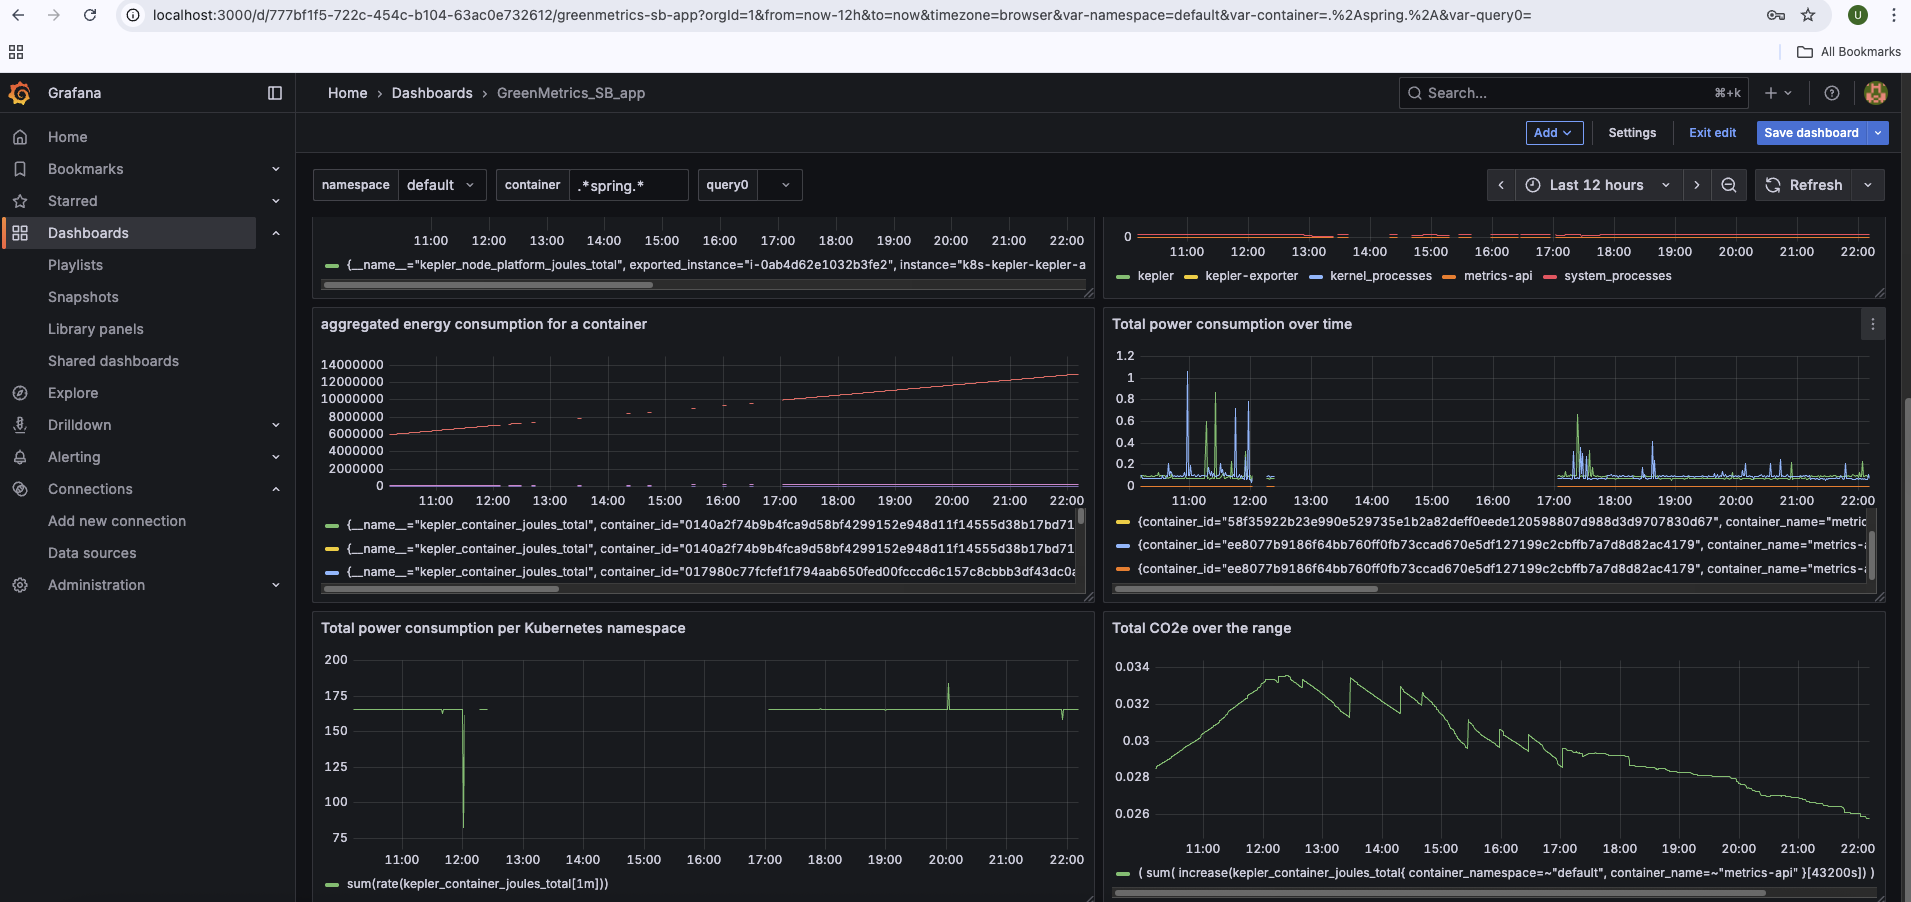 localhost:3000/d/777bf1f5-722c-454c-b104-63ac0e732612/greenmetrics-sb-app?orgId=1&from=now-12h&to=now&timezone=browser&var-namespace=default&var-container=.%2Aspring.%2A&var-query0=
U
All Bookmarks
Grafana
Home › Dashboards › GreenMetrics_SB_app
Search...
⌘+k
Add
Settings
Exit edit
Save dashboard
Home
Bookmarks
Starred
Dashboards
Playlists
Snapshots
Library panels
Shared dashboards
Explore
Drilldown
Alerting
Connections
Add new connection
Data sources
Administration
namespace default
container .*spring.*
query0
Last 12 hours
Refresh
11:00 12:00 13:00 14:00 15:00 16:00 17:00 18:00 19:00 20:00 21:00 22:00
{__name__="kepler_node_platform_joules_total", exported_instance="i-0ab4d62e1032b3fe2", instance="k8s-kepler-kepler-a
0
11:00 12:00 13:00 14:00 15:00 16:00 17:00 18:00 19:00 20:00 21:00 22:00
kepler kepler-exporter kernel_processes metrics-api system_processes
aggregated energy consumption for a container
14000000
12000000
10000000
8000000
6000000
4000000
2000000
0
11:00 12:00 13:00 14:00 15:00 16:00 17:00 18:00 19:00 20:00 21:00 22:00
{__name__="kepler_container_joules_total", container_id="0140a2f74b9b4fca9d58bf4299152e948d11f14555d38b17bd71
{__name__="kepler_container_joules_total", container_id="0140a2f74b9b4fca9d58bf4299152e948d11f14555d38b17bd71
{__name__="kepler_container_joules_total", container_id="017980c77fcfef1f794aab650fed00fcccd6c157c8cbbb3df43dc0a
Total power consumption over time
1.2
1
0.8
0.6
0.4
0.2
0
11:00 12:00 13:00 14:00 15:00 16:00 17:00 18:00 19:00 20:00 21:00 22:00
{container_id="58f35922b23e990e529735e1b2a82deff0eede120598807d988d3d9707830d67", container_name="metric
{container_id="ee8077b9186f64bb760ff0fb73ccad670e5df127199c2cbffb7a7d8d82ac4179", container_name="metrics-a
{container_id="ee8077b9186f64bb760ff0fb73ccad670e5df127199c2cbffb7a7d8d82ac4179", container_name="metrics-a
Total power consumption per Kubernetes namespace
200
175
150
125
100
75
11:00 12:00 13:00 14:00 15:00 16:00 17:00 18:00 19:00 20:00 21:00 22:00
sum(rate(kepler_container_joules_total[1m]))
Total CO2e over the range
0.034
0.032
0.03
0.028
0.026
11:00 12:00 13:00 14:00 15:00 16:00 17:00 18:00 19:00 20:00 21:00 22:00
( sum( increase(kepler_container_joules_total{ container_namespace=~"default", container_name=~"metrics-api" }[43200s]) )